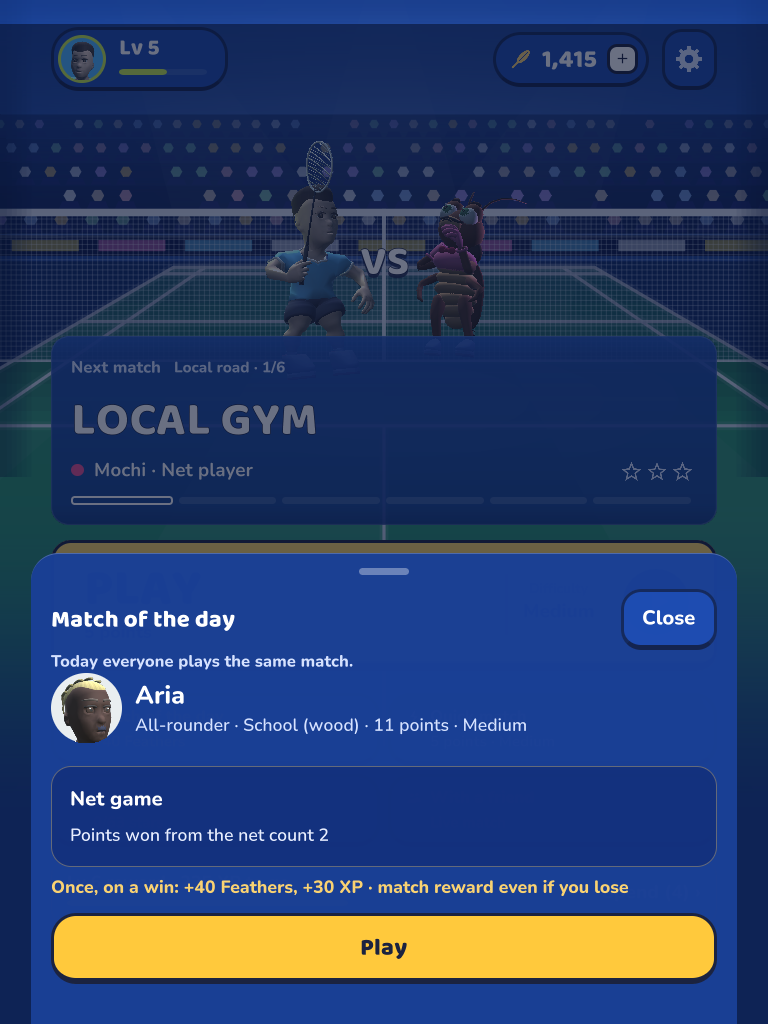 Lv 5
1,415
+
VS
Next match Local road · 1/6
LOCAL GYM
Mochi · Net player
Match of the day
Close
Today everyone plays the same match.
Aria
All-rounder · School (wood) · 11 points · Medium
Net game
Points won from the net count 2
Once, on a win: +40 Feathers, +30 XP · match reward even if you lose
Play